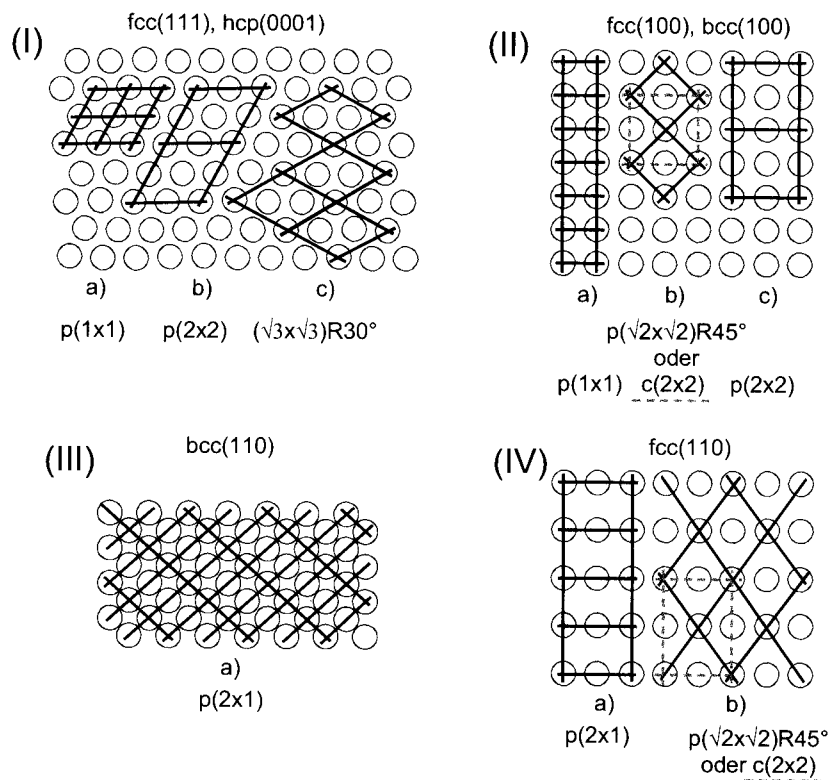 (I)
fcc(111), hcp(0001)
a) b) c)
p(1x1) p(2x2) (√3x√3)R30°
(II)
fcc(100), bcc(100)
a) b) c)
p(√2x√2)R45°
oder
p(1x1) c(2x2) p(2x2)
(III)
bcc(110)
a)
p(2x1)
(IV)
fcc(110)
a) b)
p(2x1) p(√2x√2)R45°
oder c(2x2)